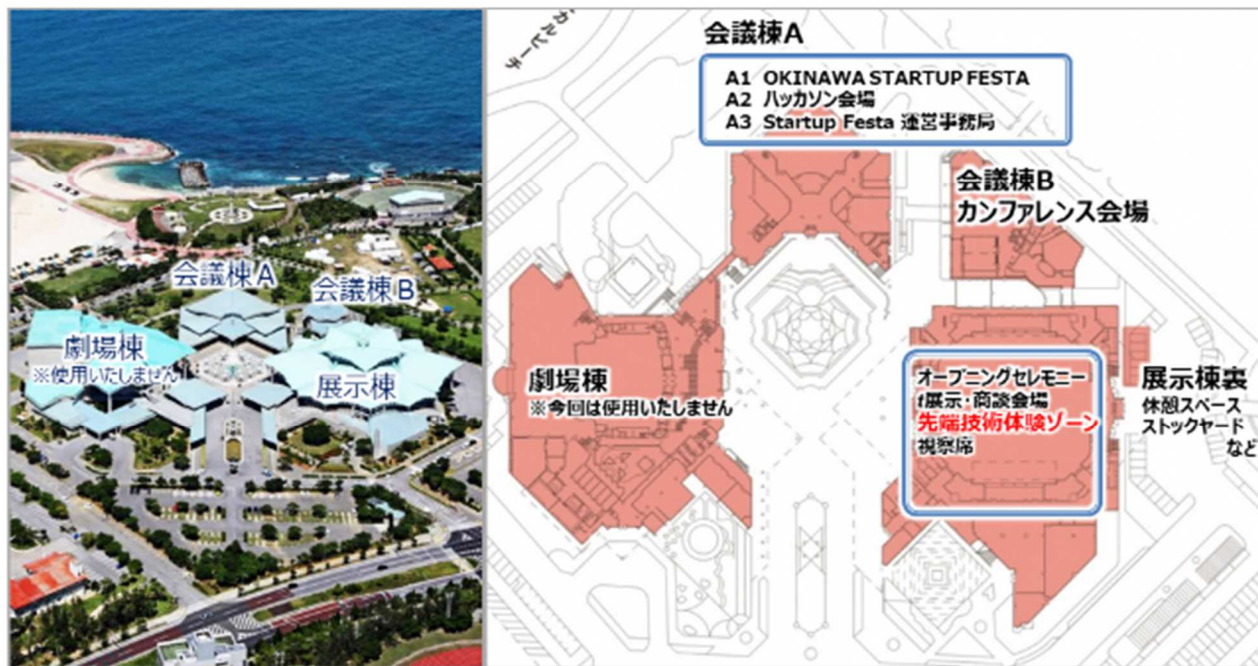 会議棟A
会議棟B
劇場棟
※使用いたしません
展示棟
カルビーチ
会議棟A
A1 OKINAWA STARTUP FESTA
A2 ハッカソン会場
A3 Startup Festa 運営事務局
会議棟B
カンファレンス会場
劇場棟
※今回は使用いたしません
オープニングセレモニー
f展示・商談会場
先端技術体験ゾーン
視察席
展示棟裏
休憩スペース
ストックヤード
など